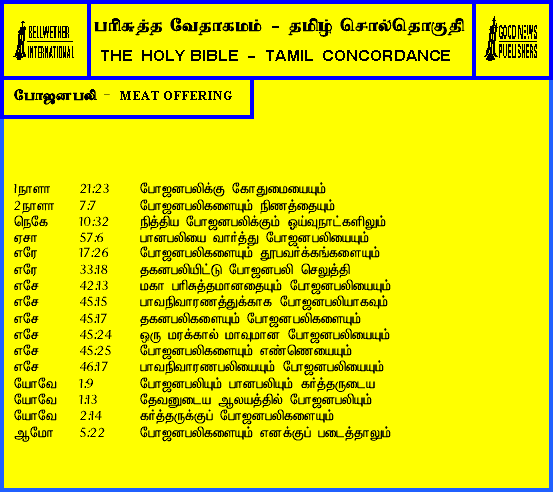 BELLWETHER INTERNATIONAL
பரிசுத்த வேதாகமம் - தமிழ் சொல்தொகுதி
THE HOLY BIBLE - TAMIL CONCORDANCE
GOOD NEWS PUBLISHERS
போஜனபலி - MEAT OFFERING
1நாளா 21:23 போஜனபலிக்கு கோதுமையையும்
2நாளா 7:7 போஜனபலிகளையும் நிணத்தையும்
நெகே 10:32 நித்திய போஜனபலிக்கும் ஒய்வுநாட்களிலும்
ஏசா 57:6 பானபலியை வார்த்து போஜனபலியையும்
எரே 17:26 போஜனபலிகளையும் தூபவர்க்கங்களையும்
எரே 33:18 தகனபலியிட்டு போஜனபலி செலுத்தி
எசே 42:13 மகா பரிசுத்தமானதையும் போஜனபலியையும்
எசே 45:15 பாவநிவாரணத்துக்காக போஜனபலியாகவும்
எசே 45:17 தகனபலிகளையும் போஜனபலிகளையும்
எசே 45:24 ஒரு மரக்கால் மாவுமான போஜனபலியையும்
எசே 45:25 போஜனபலிகளையும் எண்ணெயையும்
எசே 46:17 பாவநிவாரணபலியையும் போஜனபலியையும்
யோவே 1:9 போஜனபலியும் பானபலியும் கர்த்தருடைய
யோவே 1:13 தேவனுடைய ஆலயத்தில் போஜனபலியும்
யோவே 2:14 கர்த்தருக்குப் போஜனபலிகளையும்
ஆமோ 5:22 போஜனபலிகளையும் எனக்குப் படைத்தாலும்